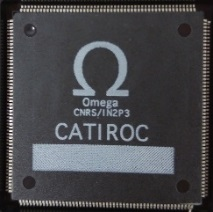 Ω
Omega
CNRS/IN2P3
CATIROC